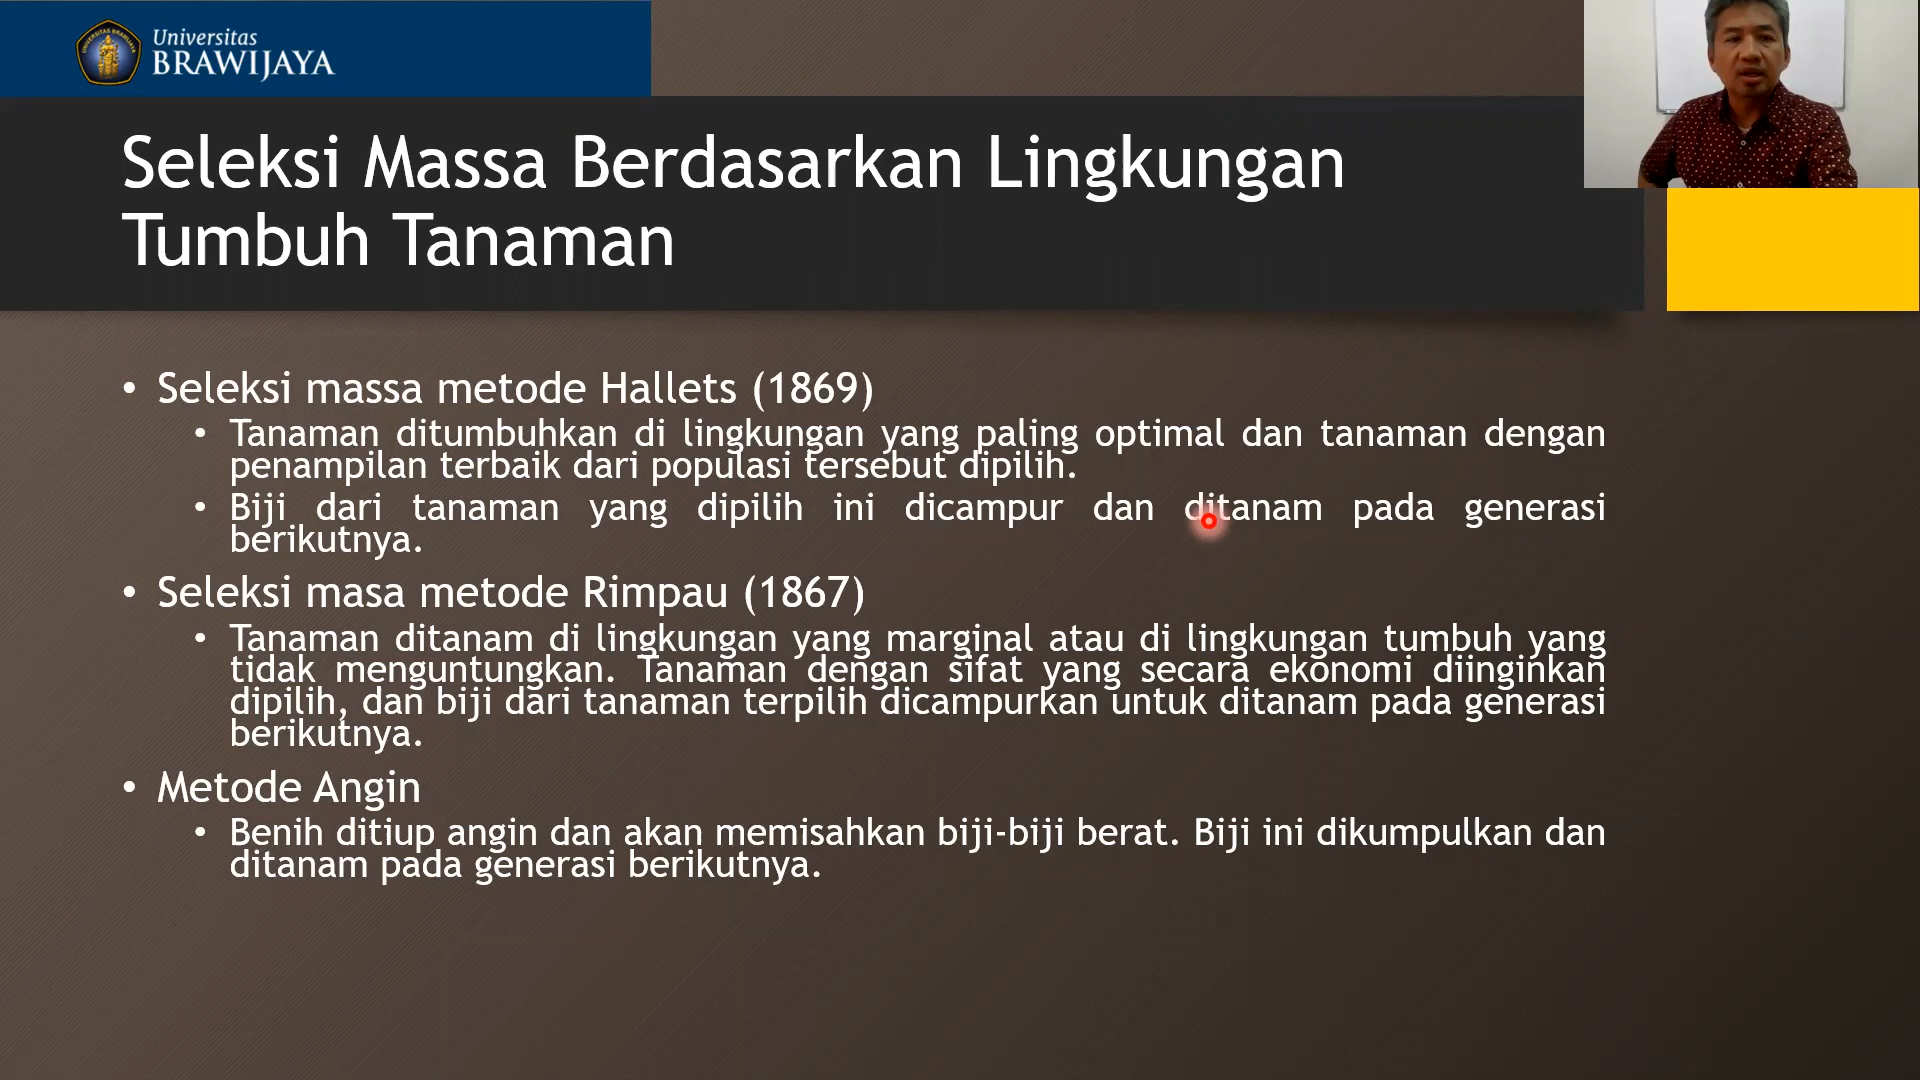 Universitas
BRAWIJAYA
Seleksi Massa Berdasarkan Lingkungan
Tumbuh Tanaman
• Seleksi massa metode Hallets (1869)
• Tanaman ditumbuhkan di lingkungan yang paling optimal dan tanaman dengan
penampilan terbaik dari populasi tersebut dipilih.
• Biji dari tanaman yang dipilih ini dicampur dan ditanam pada generasi
berikutnya.
• Seleksi masa metode Rimpau (1867)
• Tanaman ditanam di lingkungan yang marginal atau di lingkungan tumbuh yang
tidak menguntungkan. Tanaman dengan sifat yang secara ekonomi diinginkan
dipilih, dan biji dari tanaman terpilih dicampurkan untuk ditanam pada generasi
berikutnya.
• Metode Angin
• Benih ditiup angin dan akan memisahkan biji-biji berat. Biji ini dikumpulkan dan
ditanam pada generasi berikutnya.